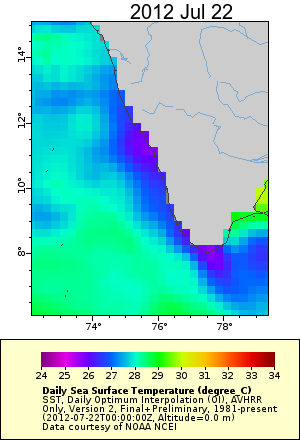 2012 Jul 22
14°
12°
10°
8°
74° 76° 78°
24 25 26 27 28 29 30 31 32 33 34
Daily Sea Surface Temperature (degree_C)
SST, Daily Optimum Interpolation (OI), AVHRR
Only, Version 2, Final+Preliminary, 1981-present
(2012-07-22T00:00:00Z, Altitude=0.0 m)
Data courtesy of NOAA NCEI